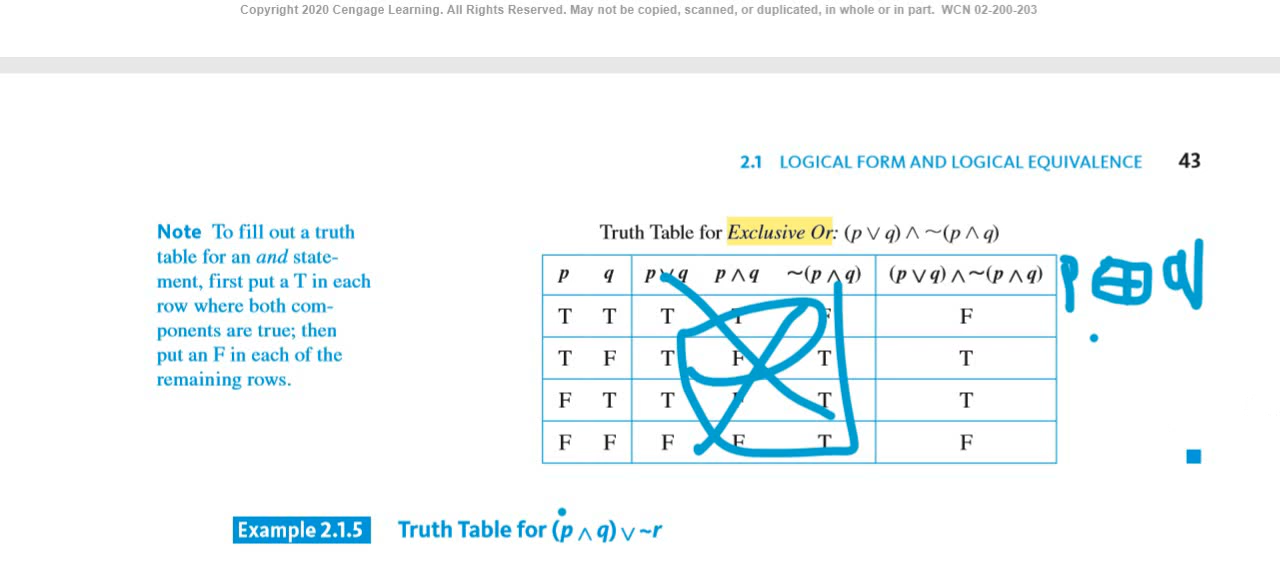 Copyright 2020 Cengage Learning. All Rights Reserved. May not be copied, scanned, or duplicated, in whole or in part. WCN 02-200-203
2.1 LOGICAL FORM AND LOGICAL EQUIVALENCE 43
Note To fill out a truth
table for an and state-
ment, first put a T in each
row where both com-
ponents are true; then
put an F in each of the
remaining rows.
Truth Table for Exclusive Or: (p ∨ q) ∧ ~(p ∧ q)
p q p ∨ q p ∧ q ~(p ∧ q) (p ∨ q) ∧ ~(p ∧ q) p ⊞ q
T T T T F F
T F T F T T
F T T F T T
F F F F T F
Example 2.1.5 Truth Table for (p ∧ q) ∨ ~r